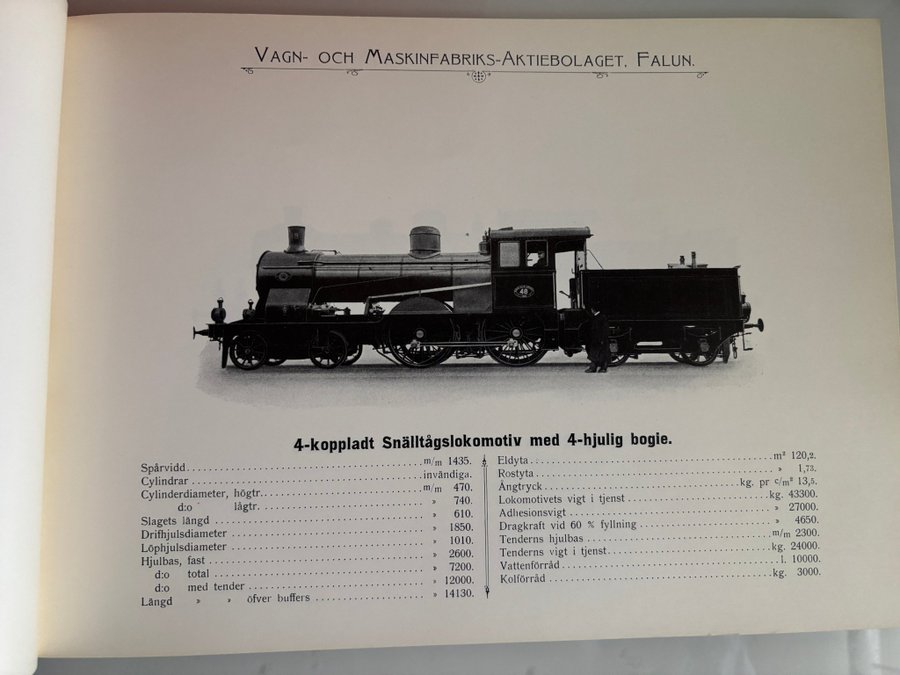 VAGN- OCH MASKINFABRIKS-AKTIEBOLAGET, FALUN.
48
4-koppladt Snälltågslokomotiv med 4-hjulig bogie.
Spårvidd m/m 1435.
Cylindrar invändiga.
Cylinderdiameter, högtr. m/m 470.
d:o lågtr. » 740.
Slagets längd » 610.
Drifhjulsdiameter » 1850.
Löphjulsdiameter » 1010.
Hjulbas, fast » 2600.
d:o total » 7200.
d:o med tender » 12000.
Längd » » öfver buffers » 14130.
Eldyta m² 120,2.
Rostyta » 1,73.
Ångtryck kg. pr c/m² 13,5.
Lokomotivets vigt i tjenst kg. 43300.
Adhesionsvigt » 27000.
Dragkraft vid 60 % fyllning » 4650.
Tenderns hjulbas m/m 2300.
Tenderns vigt i tjenst kg. 24000.
Vattenförråd l. 10000.
Kolförråd kg. 3000.